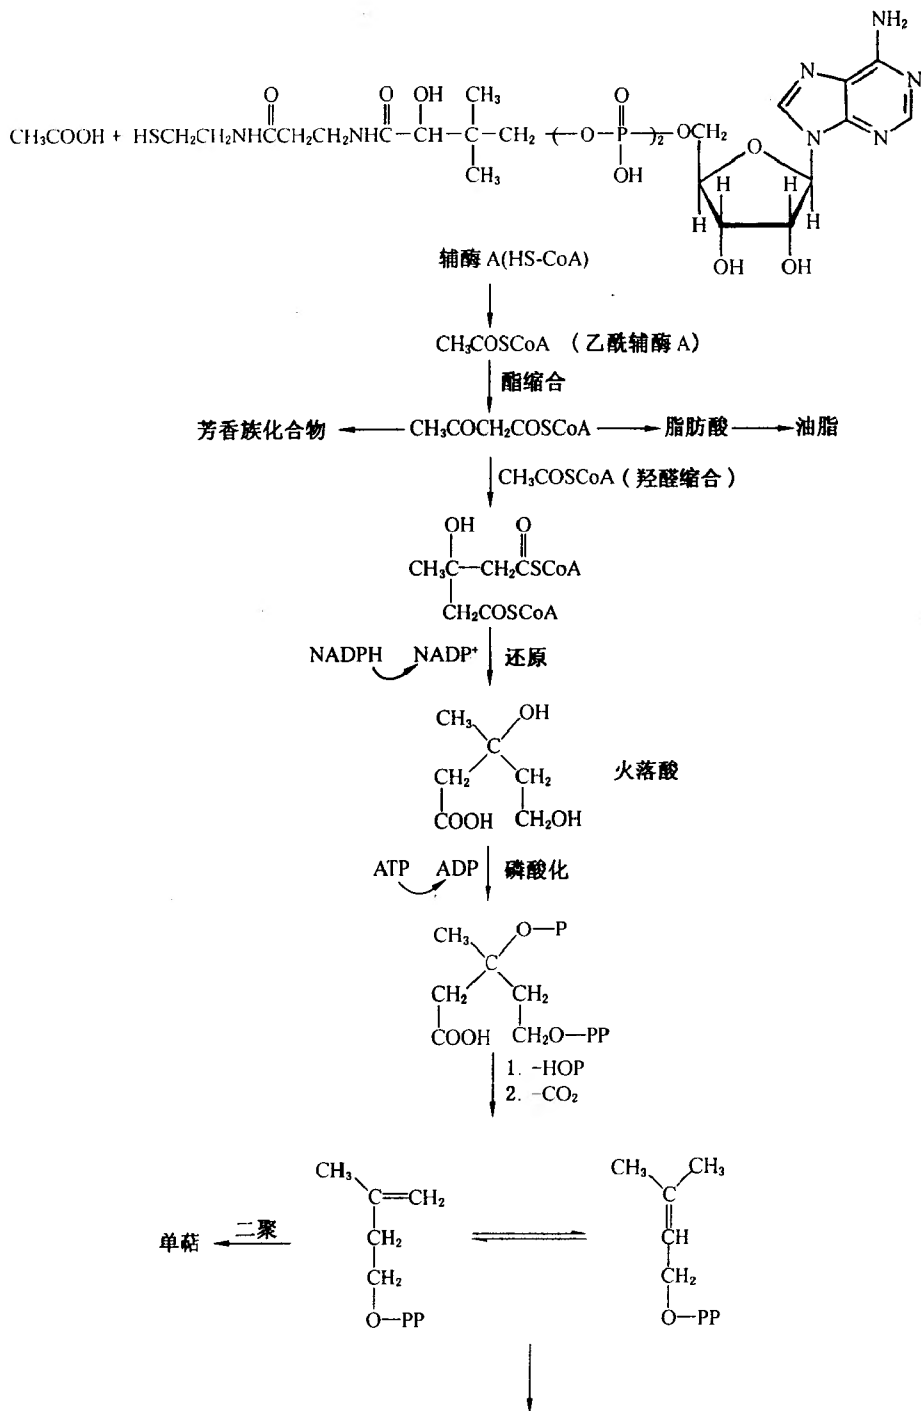 NH₂
O O OH CH₃ O N N
CH₃COOH + HSCH₂CH₂NHCCH₂CH₂NHC—CH—C—CH₂—(—O—P—)₂—OCH₂ O N N
CH₃ OH H H H H
OH OH
辅酶 A(HS-CoA)
CH₃COSCoA （乙酰辅酶 A）
酯缩合
芳香族化合物 CH₃COCH₂COSCoA 脂肪酸 油脂
CH₃COSCoA（羟醛缩合）
OH O
CH₃C—CH₂CSCoA
CH₂COSCoA
NADPH NADP⁺ 还原
CH₃ OH
C
CH₂ CH₂ 火落酸
COOH CH₂OH
ATP ADP 磷酸化
CH₃ O—P
C
CH₂ CH₂
COOH CH₂O—PP
1. -HOP
2. -CO₂
CH₃ CH₃ CH₃
C=CH₂ C
单萜 二聚 CH₂ CH
CH₂ CH₂
O—PP O—PP